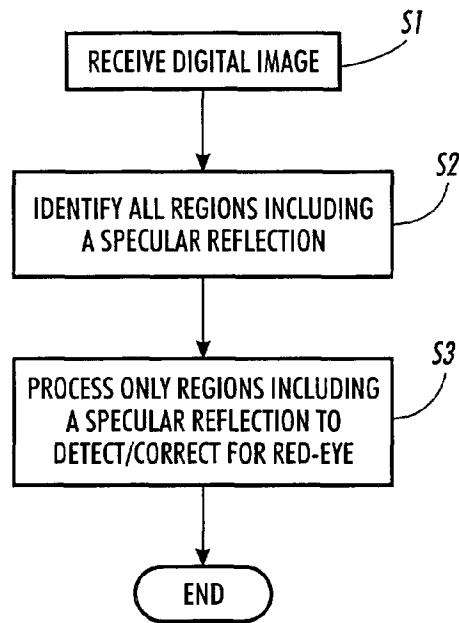 S1
RECEIVE DIGITAL IMAGE
S2
IDENTIFY ALL REGIONS INCLUDING
A SPECULAR REFLECTION
S3
PROCESS ONLY REGIONS INCLUDING
A SPECULAR REFLECTION TO
DETECT/CORRECT FOR RED-EYE
END